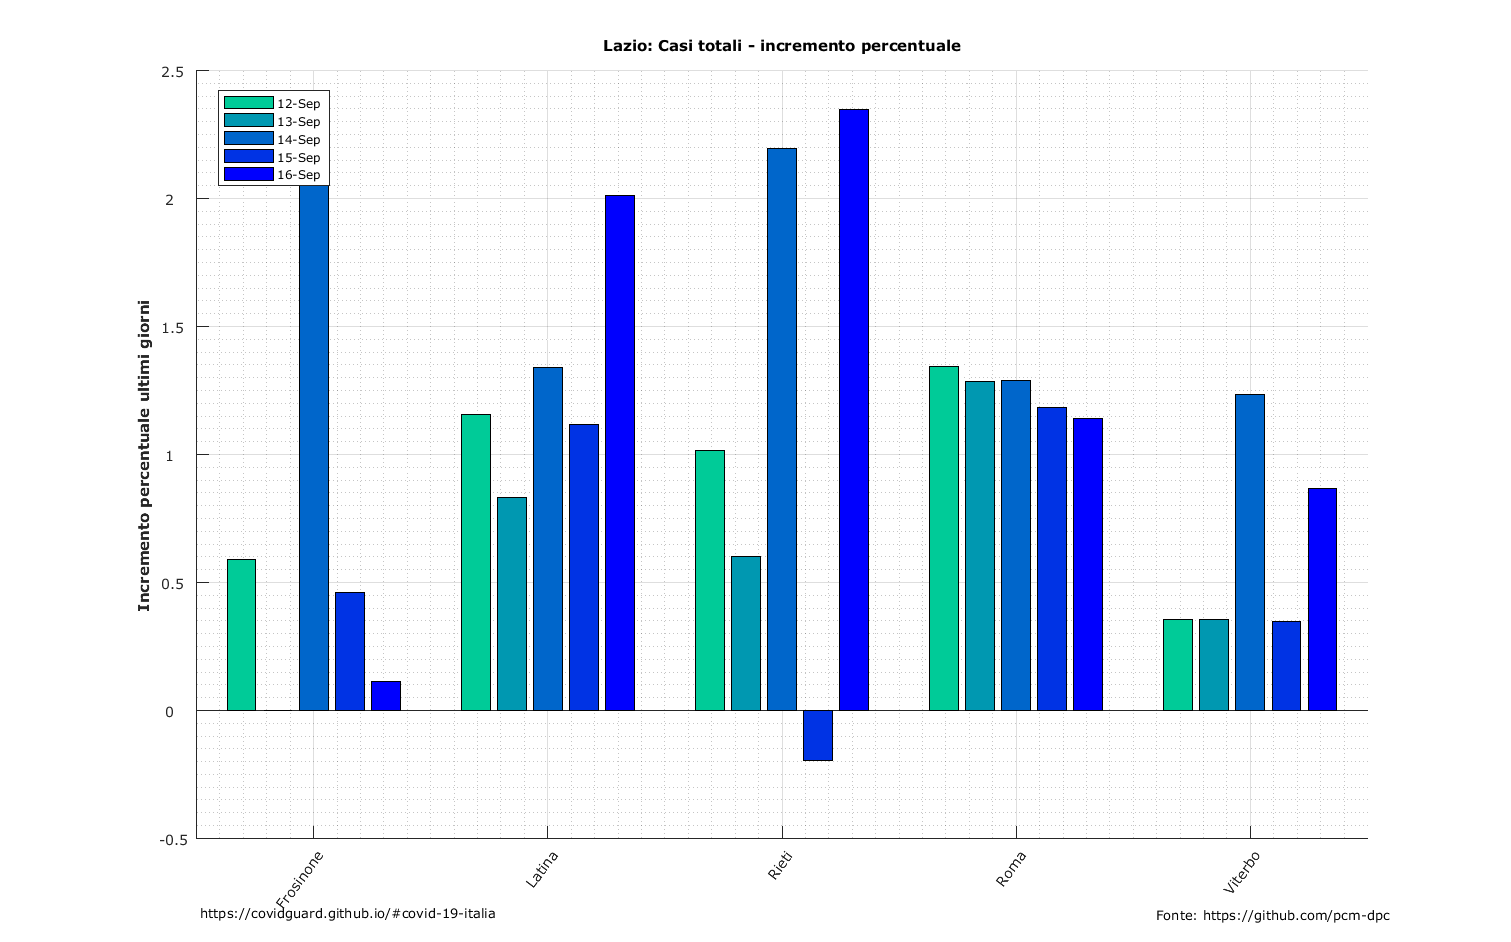 Lazio: Casi totali - incremento percentuale
Incremento percentuale ultimi giorni
2.5
2
1.5
1
0.5
0
-0.5
12-Sep
13-Sep
14-Sep
15-Sep
16-Sep
Frosinone
Latina
Rieti
Roma
Viterbo
https://covidguard.github.io/#covid-19-italia
Fonte: https://github.com/pcm-dpc